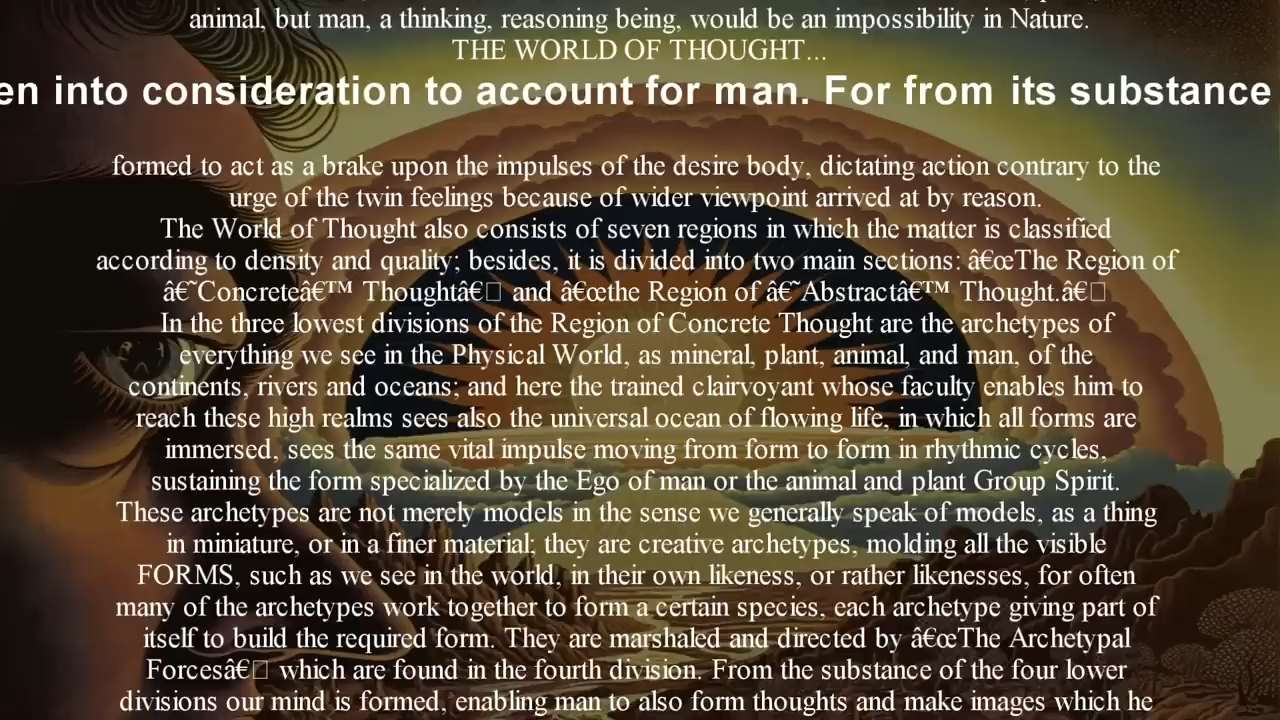 animal, but man, a thinking, reasoning being, would be an impossibility in Nature.
THE WORLD OF THOUGHT...
en into consideration to account for man. For from its substance
formed to act as a brake upon the impulses of the desire body, dictating action contrary to the
urge of the twin feelings because of wider viewpoint arrived at by reason.
The World of Thought also consists of seven regions in which the matter is classified
according to density and quality; besides, it is divided into two main sections: â€œThe Region of
â€˜Concreteâ€™ Thoughtâ€□ and â€œthe Region of â€˜Abstractâ€™ Thought.â€□
In the three lowest divisions of the Region of Concrete Thought are the archetypes of
everything we see in the Physical World, as mineral, plant, animal, and man, of the
continents, rivers and oceans; and here the trained clairvoyant whose faculty enables him to
reach these high realms sees also the universal ocean of flowing life, in which all forms are
immersed, sees the same vital impulse moving from form to form in rhythmic cycles,
sustaining the form specialized by the Ego of man or the animal and plant Group Spirit.
These archetypes are not merely models in the sense we generally speak of models, as a thing
in miniature, or in a finer material; they are creative archetypes, molding all the visible
FORMS, such as we see in the world, in their own likeness, or rather likenesses, for often
many of the archetypes work together to form a certain species, each archetype giving part of
itself to build the required form. They are marshaled and directed by â€œThe Archetypal
Forcesâ€□ which are found in the fourth division. From the substance of the four lower
divisions our mind is formed, enabling man to also form thoughts and make images which he